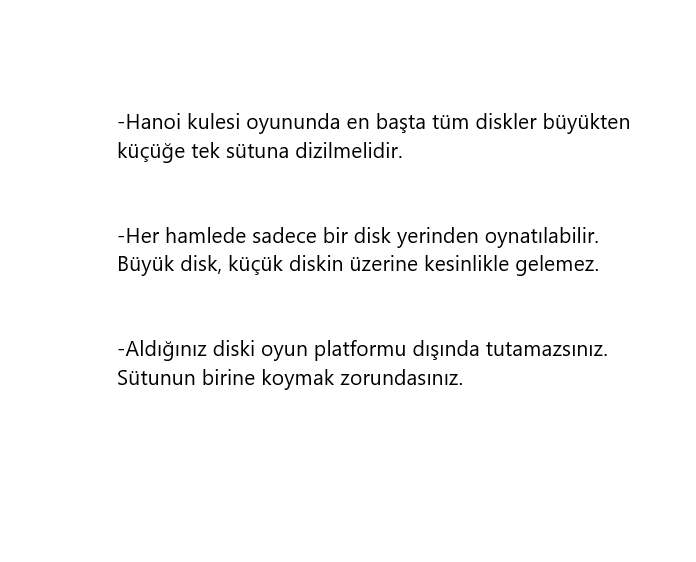 -Hanoi kulesi oyununda en başta tüm diskler büyükten
küçüğe tek sütuna dizilmelidir.
-Her hamlede sadece bir disk yerinden oynatılabilir.
Büyük disk, küçük diskin üzerine kesinlikle gelemez.
-Aldığınız diski oyun platformu dışında tutamazsınız.
Sütunun birine koymak zorundasınız.